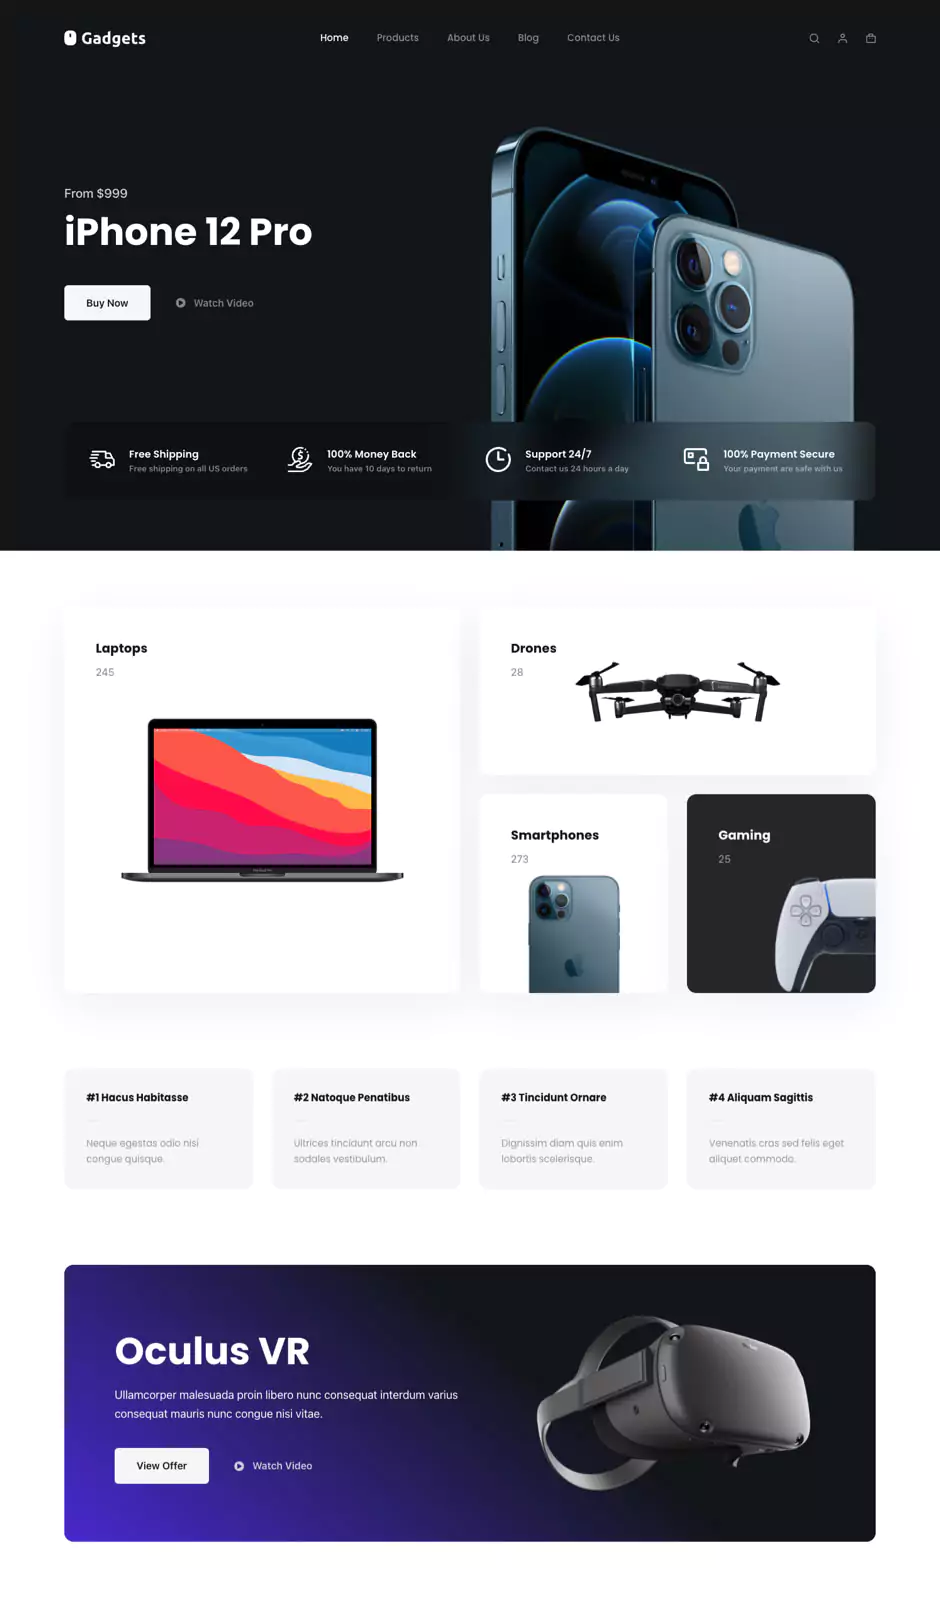 Gadgets
Home Products About Us Blog Contact Us
From $999
iPhone 12 Pro
Buy Now Watch Video
Free Shipping
Free shipping on all US orders
100% Money Back
You have 10 days to return
Support 24/7
Contact us 24 hours a day
100% Payment Secure
Your payment are safe with us
Laptops
245
Drones
28
Smartphones
273
Gaming
25
#1 Hacus Habitasse
Neque egestas odio nisi
congue quisque.
#2 Natoque Penatibus
Ultrices tincidunt arcu non
sodales vestibulum.
#3 Tincidunt Ornare
Dignissim diam quis enim
lobortis scelerisque.
#4 Aliquam Sagittis
Venenatis cras sed felis eget
aliquet commodo.
Oculus VR
Ullamcorper malesuada proin libero nunc consequat interdum varius
consequat mauris nunc congue nisi vitae.
View Offer Watch Video